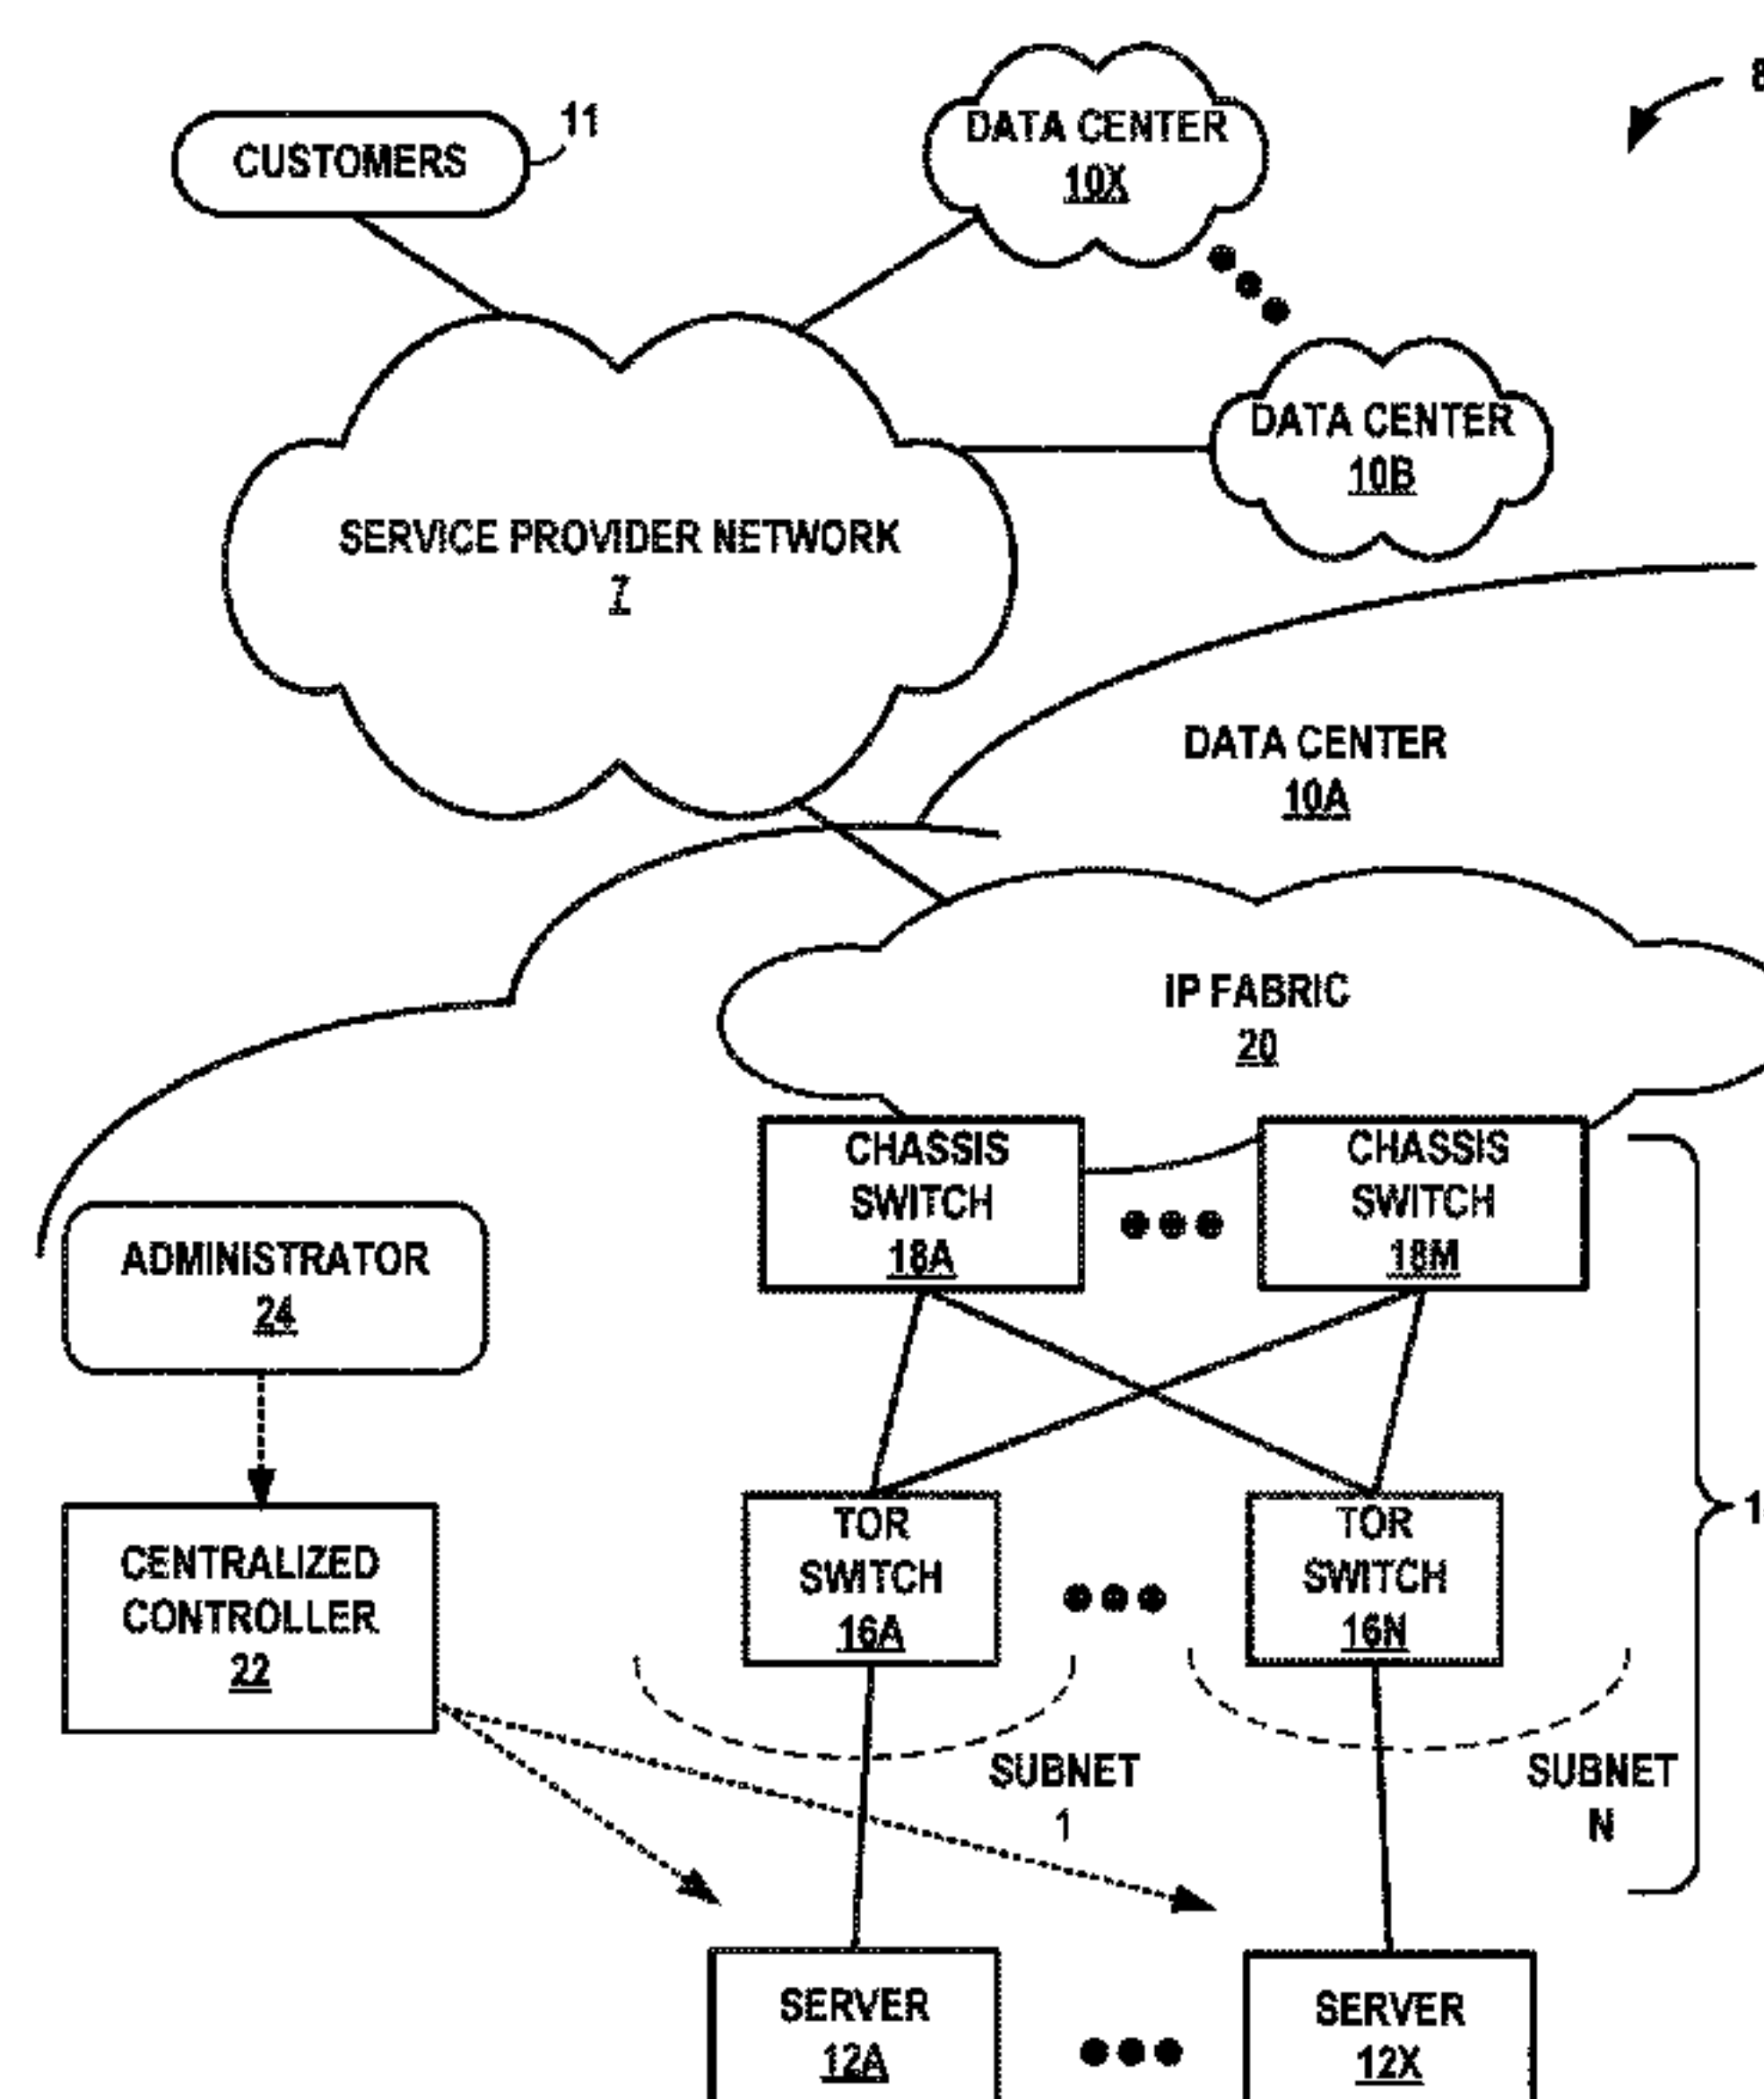 8
11
CUSTOMERS
DATA CENTER
10X
DATA CENTER
10B
SERVICE PROVIDER NETWORK
7
DATA CENTER
10A
IP FABRIC
20
CHASSIS
SWITCH
18A
CHASSIS
SWITCH
18M
ADMINISTRATOR
24
CENTRALIZED
CONTROLLER
22
TOR
SWITCH
16A
TOR
SWITCH
16N
1
SUBNET
1
SUBNET
N
SERVER
12A
SERVER
12X